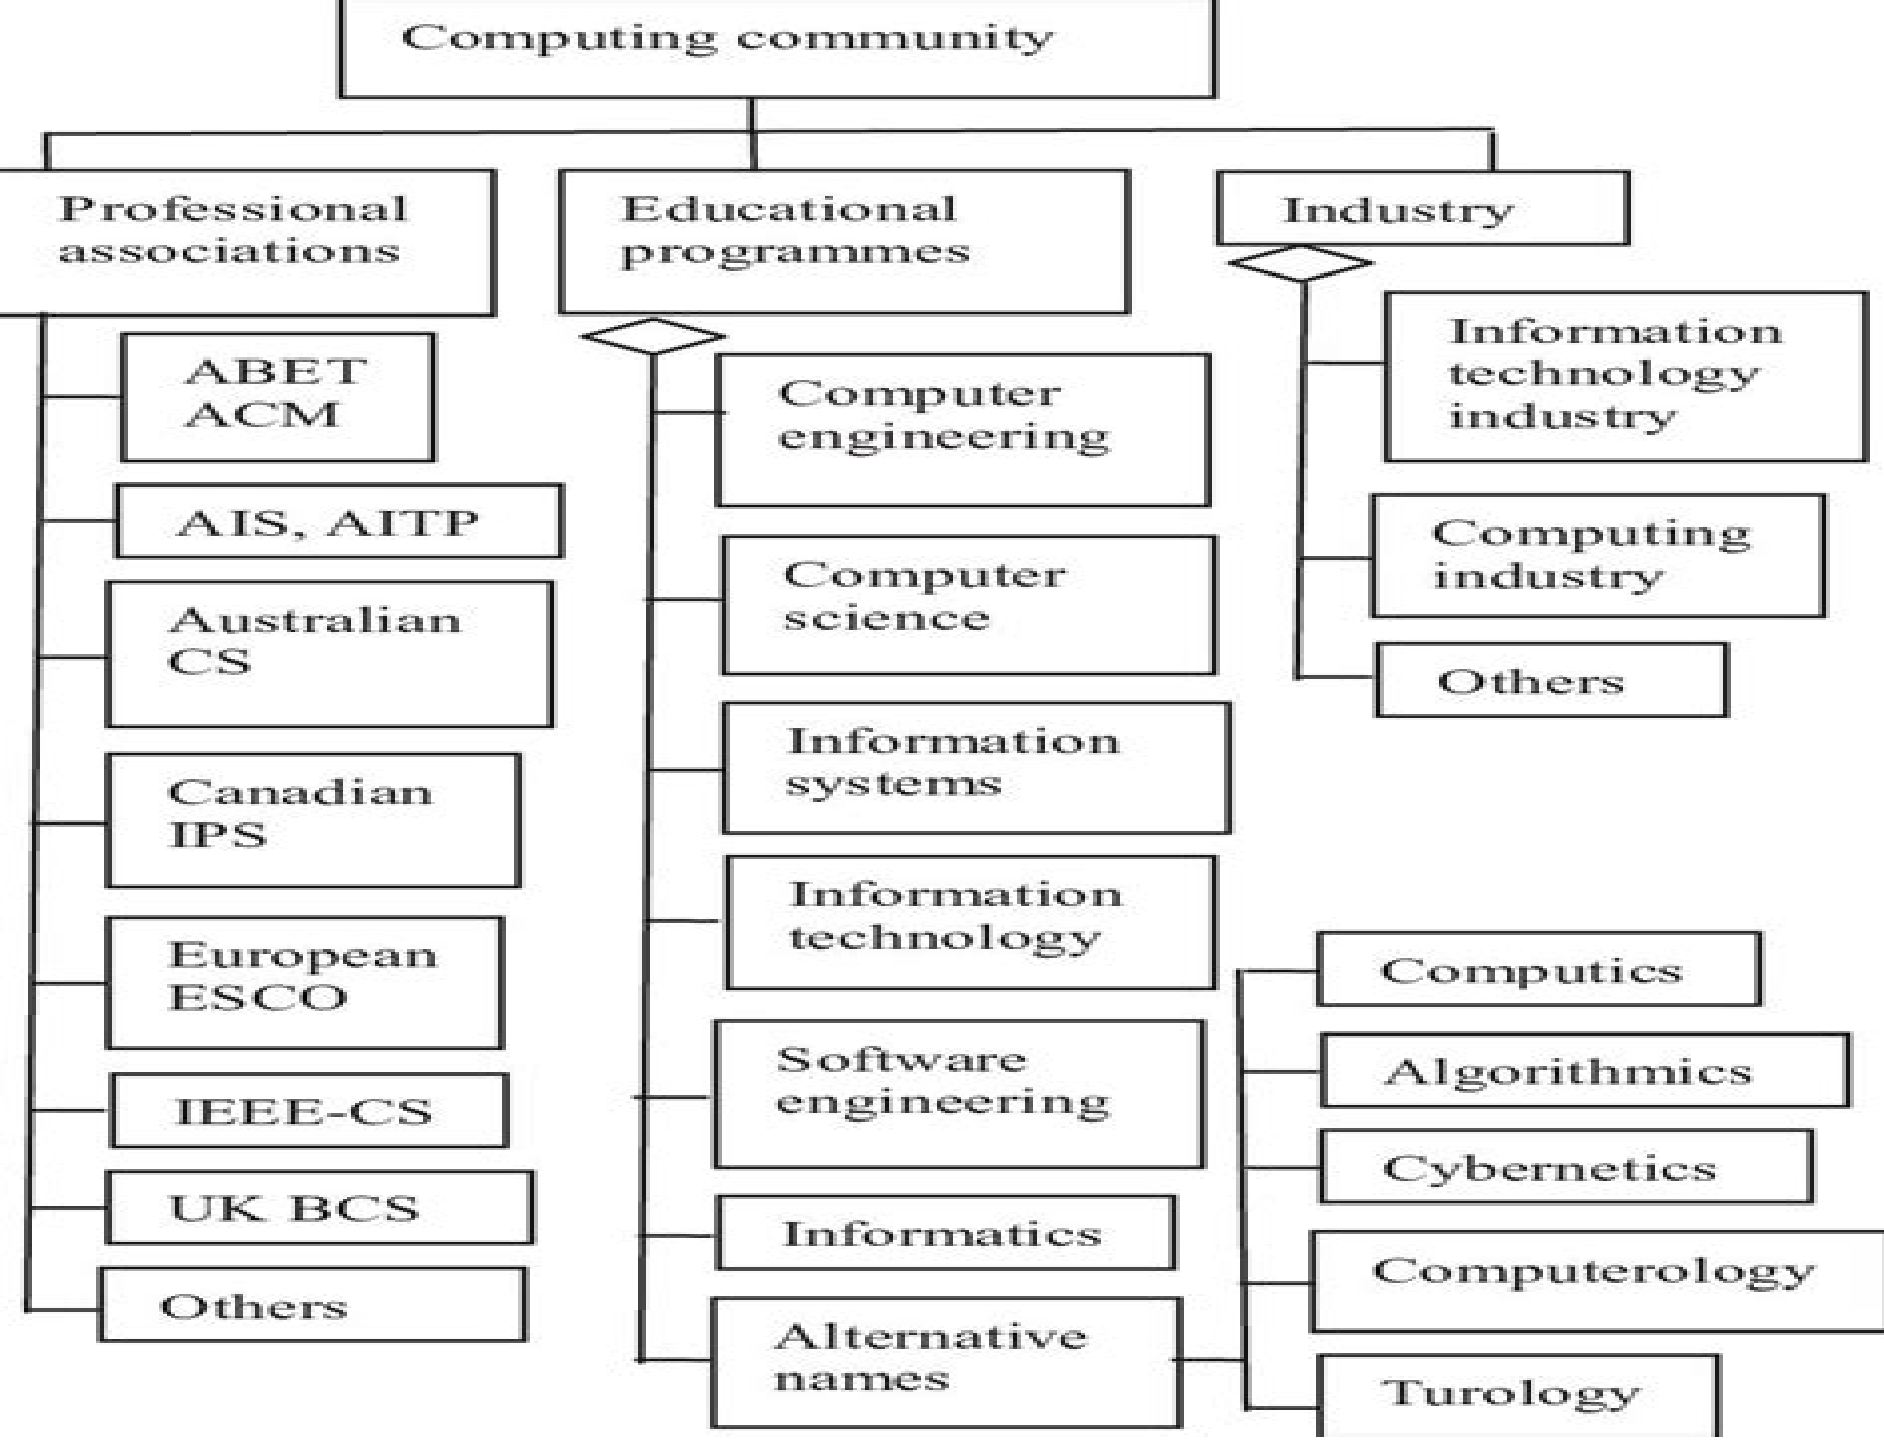 Computing community
Professional
associations
ABET
ACM
AIS, AITP
Australian
CS
Canadian
IPS
European
ESCO
IEEE-CS
UK BCS
Others
Educational
programmes
Computer
engineering
Computer
science
Information
systems
Information
technology
Software
engineering
Informatics
Alternative
names
Industry
Information
technology
industry
Computing
industry
Others
Computics
Algorithmics
Cybernetics
Computerology
Turology